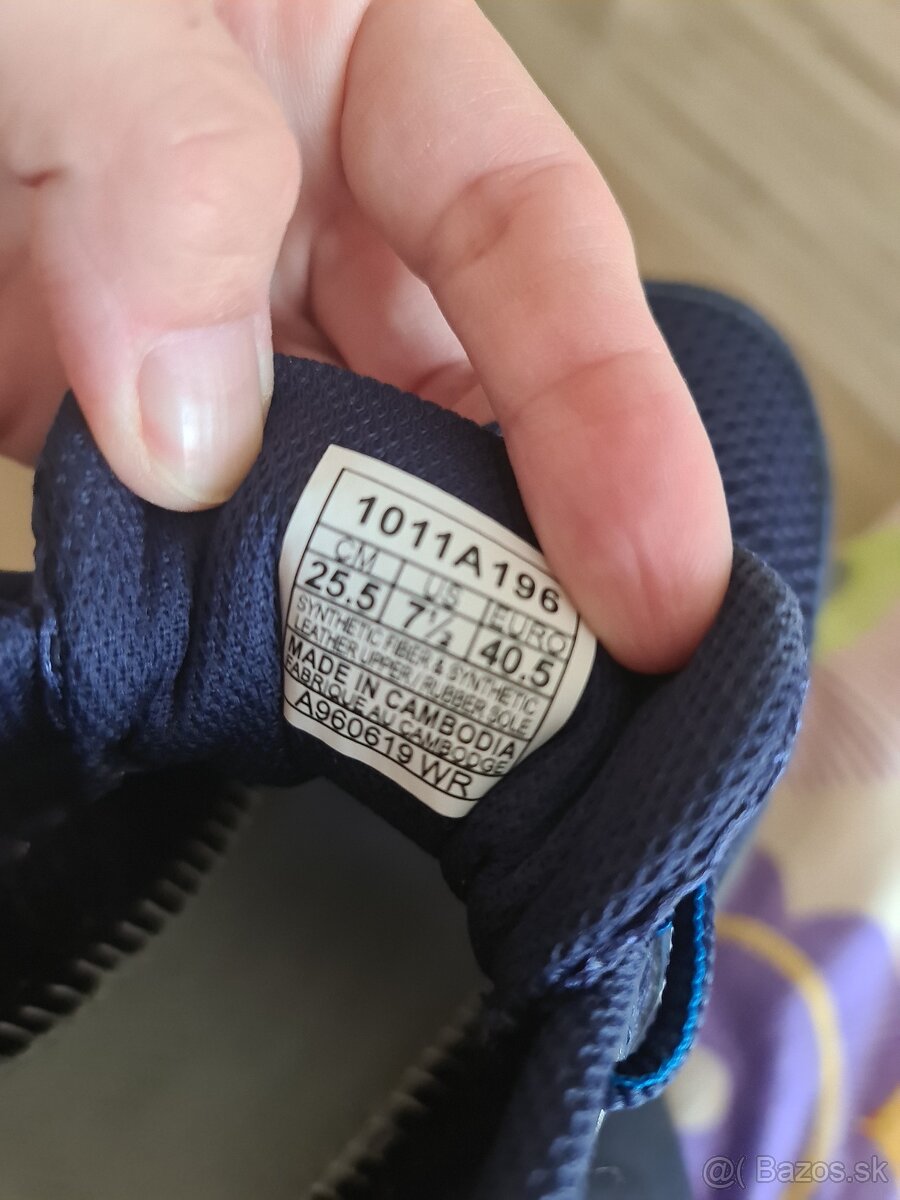 1011A196
CM US EURO
25.5 7½ 40.5
SYNTHETIC FIBER & SYNTHETIC
LEATHER UPPER / RUBBER SOLE
MADE IN CAMBODIA
FABRIQUE AU CAMBODGE
A960619 WR
@( Bazos.sk